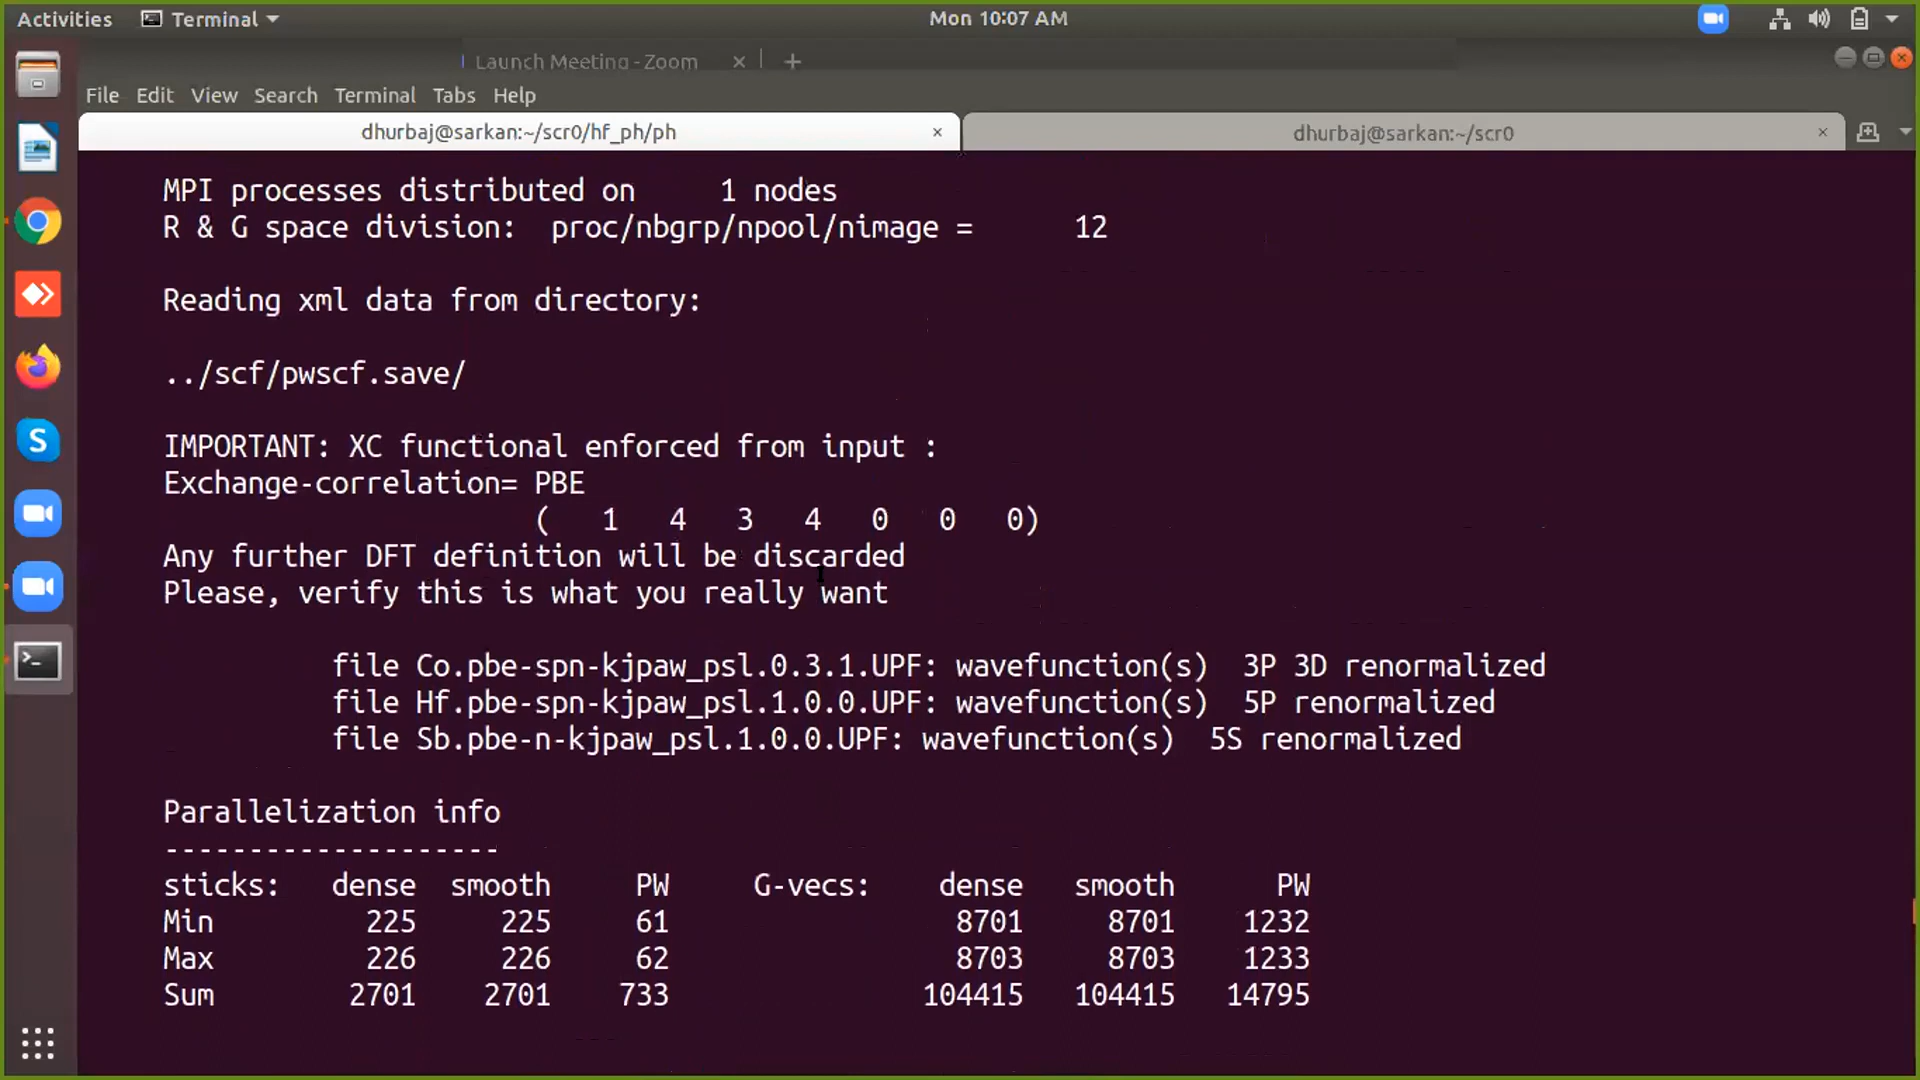 Activities Terminal Mon 10:07 AM
Launch Meeting - Zoom
File Edit View Search Terminal Tabs Help
dhurbaj@sarkan:~/scr0/hf_ph/ph dhurbaj@sarkan:~/scr0
MPI processes distributed on 1 nodes
R & G space division: proc/nbgrp/npool/nimage = 12
Reading xml data from directory:
../scf/pwscf.save/
IMPORTANT: XC functional enforced from input :
Exchange-correlation= PBE
( 1 4 3 4 0 0 0)
Any further DFT definition will be discarded
Please, verify this is what you really want
file Co.pbe-spn-kjpaw_psl.0.3.1.UPF: wavefunction(s) 3P 3D renormalized
file Hf.pbe-spn-kjpaw_psl.1.0.0.UPF: wavefunction(s) 5P renormalized
file Sb.pbe-n-kjpaw_psl.1.0.0.UPF: wavefunction(s) 5S renormalized
Parallelization info
--------------------
sticks: dense smooth PW G-vecs: dense smooth PW
Min 225 225 61 8701 8701 1232
Max 226 226 62 8703 8703 1233
Sum 2701 2701 733 104415 104415 14795